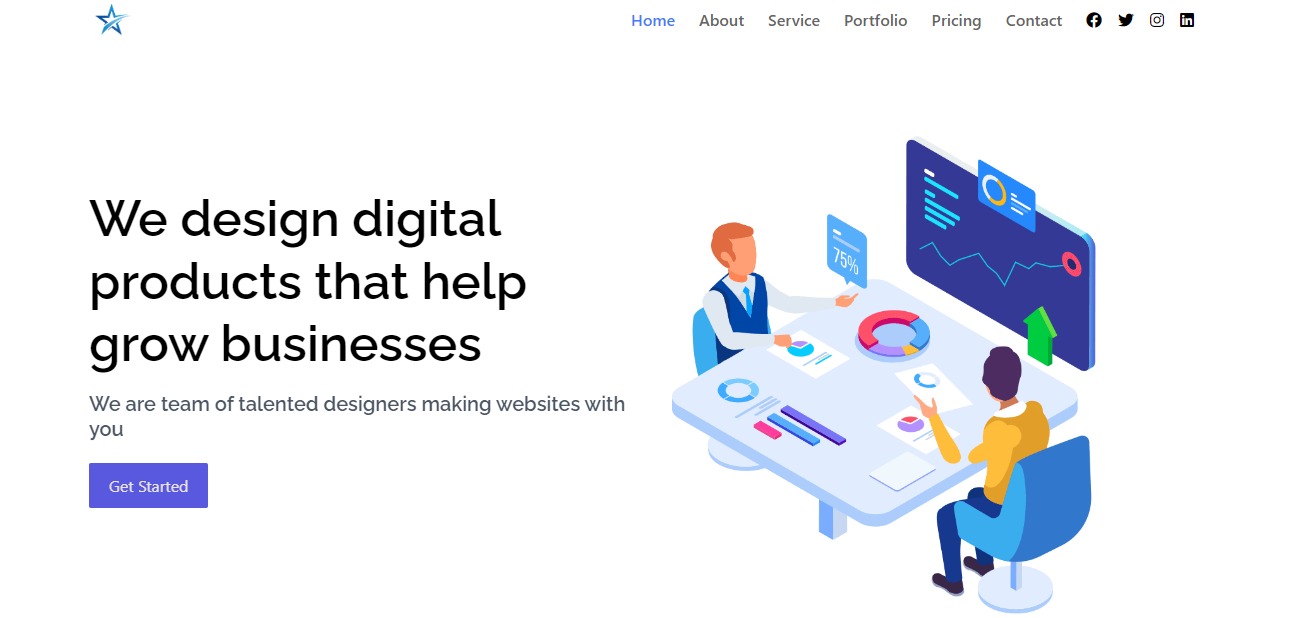 Home About Service Portfolio Pricing Contact
We design digital
products that help
grow businesses
We are team of talented designers making websites with
you
Get Started
75%